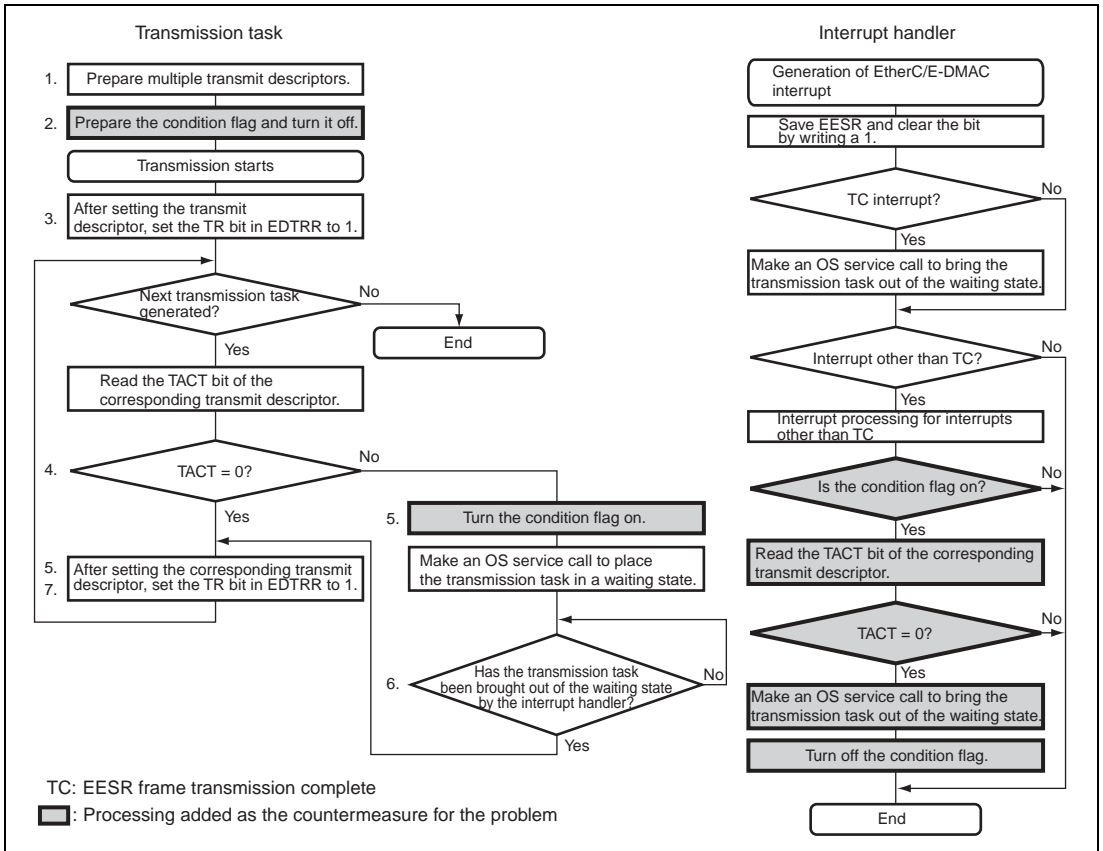 Transmission task
1. Prepare multiple transmit descriptors.
2. Prepare the condition flag and turn it off.
Transmission starts
3. After setting the transmit
descriptor, set the TR bit in EDTRR to 1.
Next transmission task
generated?
No
End
Yes
Read the TACT bit of the
corresponding transmit descriptor.
4. TACT = 0?
No
Yes
5. Turn the condition flag on.
Make an OS service call to place
the transmission task in a waiting state.
5. After setting the corresponding transmit
7. descriptor, set the TR bit in EDTRR to 1.
6. Has the transmission task
been brought out of the waiting state
by the interrupt handler?
No
Yes
Interrupt handler
Generation of EtherC/E-DMAC
interrupt
Save EESR and clear the bit
by writing a 1.
TC interrupt?
No
Yes
Make an OS service call to bring the
transmission task out of the waiting state.
Interrupt other than TC?
No
Yes
Interrupt processing for interrupts
other than TC
Is the condition flag on?
No
Yes
Read the TACT bit of the corresponding
transmit descriptor.
TACT = 0?
No
Yes
Make an OS service call to bring the
transmission task out of the waiting state.
Turn off the condition flag.
End
TC: EESR frame transmission complete
: Processing added as the countermeasure for the problem